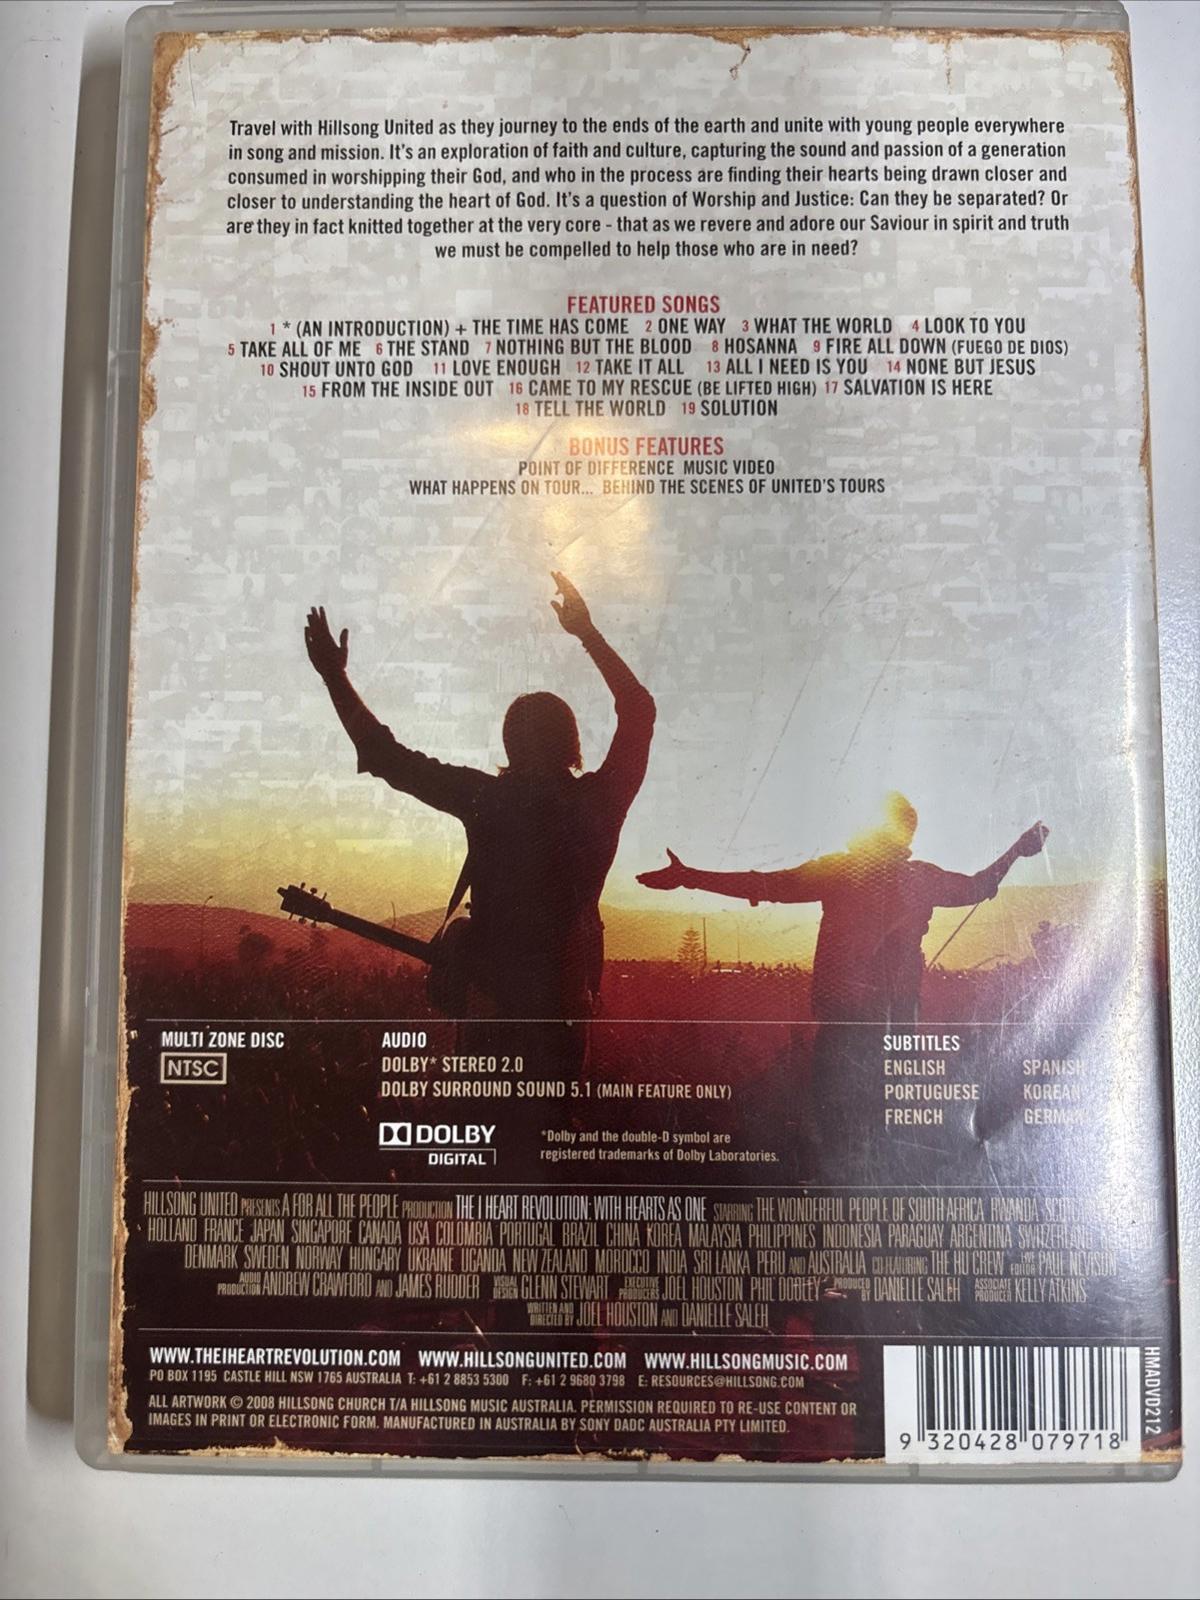 Travel with Hillsong United as they journey to the ends of the earth and unite with young people everywhere
in song and mission. It's an exploration of faith and culture, capturing the sound and passion of a generation
consumed in worshipping their God, and who in the process are finding their hearts being drawn closer and
closer to understanding the heart of God. It's a question of Worship and Justice: Can they be separated? Or
are they in fact knitted together at the very core - that as we revere and adore our Saviour in spirit and truth
we must be compelled to help those who are in need?
FEATURED SONGS
1 * (AN INTRODUCTION) + THE TIME HAS COME 2 ONE WAY 3 WHAT THE WORLD 4 LOOK TO YOU
5 TAKE ALL OF ME 6 THE STAND 7 NOTHING BUT THE BLOOD 8 HOSANNA 9 FIRE ALL DOWN (FUEGO DE DIOS)
10 SHOUT UNTO GOD 11 LOVE ENOUGH 12 TAKE IT ALL 13 ALL I NEED IS YOU 14 NONE BUT JESUS
15 FROM THE INSIDE OUT 16 CAME TO MY RESCUE (BE LIFTED HIGH) 17 SALVATION IS HERE
18 TELL THE WORLD 19 SOLUTION
BONUS FEATURES
POINT OF DIFFERENCE MUSIC VIDEO
WHAT HAPPENS ON TOUR... BEHIND THE SCENES OF UNITED'S TOURS
MULTI ZONE DISC
NTSC
AUDIO
DOLBY* STEREO 2.0
DOLBY SURROUND SOUND 5.1 (MAIN FEATURE ONLY)
DOLBY
DIGITAL
*Dolby and the double-D symbol are
registered trademarks of Dolby Laboratories.
SUBTITLES
ENGLISH SPANISH
PORTUGUESE KOREAN
FRENCH GERMAN
HILLSONG UNITED PRESENTS A FOR ALL THE PEOPLE PRODUCTION THE I HEART REVOLUTION: WITH HEARTS AS ONE STARRING THE WONDERFUL PEOPLE OF SOUTH AFRICA RWANDA
HOLLAND FRANCE JAPAN SINGAPORE CANADA USA COLOMBIA PORTUGAL BRAZIL CHINA KOREA MALAYSIA PHILIPPINES INDONESIA PARAGUAY ARGENTINA SWITZERLAND
DENMARK SWEDEN NORWAY HUNGARY UKRAINE UGANDA NEW ZEALAND MOROCCO INDIA SRI LANKA PERU AND AUSTRALIA CO-FEATURING THE HU CREW EDITOR PAUL NEVISON
AUDIO PRODUCTION ANDREW CRAWFORD AND JAMES RUDDER VISUAL DESIGN GLENN STEWART EXECUTIVE PRODUCERS JOEL HOUSTON PHIL DOOLEY PRODUCED BY DANIELLE SALEH ASSOCIATE PRODUCER KELLY ATKINS
WRITTEN AND DIRECTED BY JOEL HOUSTON AND DANIELLE SALEH
WWW.THEIHEARTREVOLUTION.COM WWW.HILLSONGUNITED.COM WWW.HILLSONGMUSIC.COM
PO BOX 1195 CASTLE HILL NSW 1765 AUSTRALIA T: +61 2 8853 5300 F: +61 2 9680 3798 E: RESOURCES@HILLSONG.COM
ALL ARTWORK © 2008 HILLSONG CHURCH T/A HILLSONG MUSIC AUSTRALIA. PERMISSION REQUIRED TO RE-USE CONTENT OR
IMAGES IN PRINT OR ELECTRONIC FORM. MANUFACTURED IN AUSTRALIA BY SONY DADC AUSTRALIA PTY LIMITED.
9 320428 079718
HMADVD212